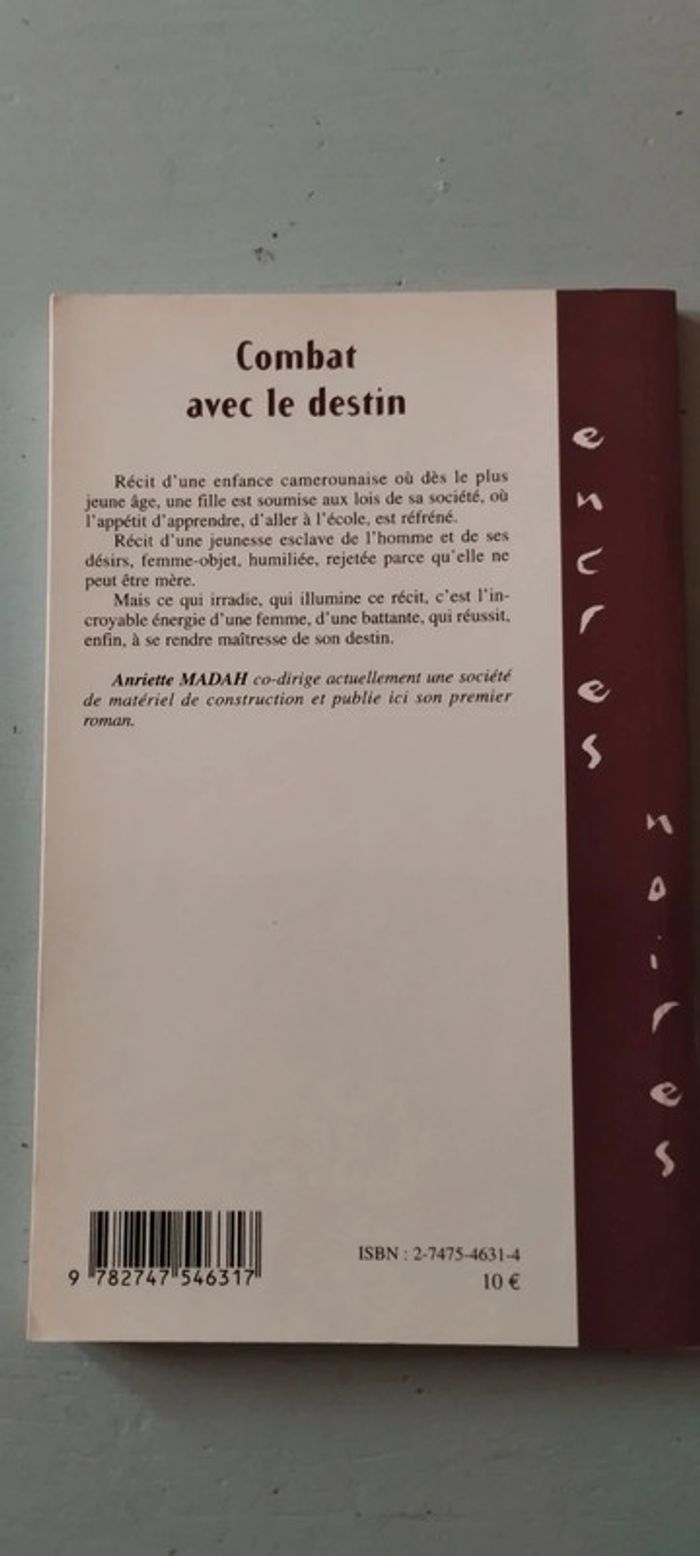 Combat
avec le destin
Récit d'une enfance camerounaise où dès le plus
jeune âge, une fille est soumise aux lois de sa société, où
l'appétit d'apprendre, d'aller à l'école, est réfréné.
Récit d'une jeunesse esclave de l'homme et de ses
désirs, femme-objet, humiliée, rejetée parce qu'elle ne
peut être mère.
Mais ce qui irradie, qui illumine ce récit, c'est l'in-
croyable énergie d'une femme, d'une battante, qui réussit,
enfin, à se rendre maîtresse de son destin.
Anriette MADAH co-dirige actuellement une société
de matériel de construction et publie ici son premier
roman.
9 782747 546317
ISBN : 2-7475-4631-4
10 €
encres
noires